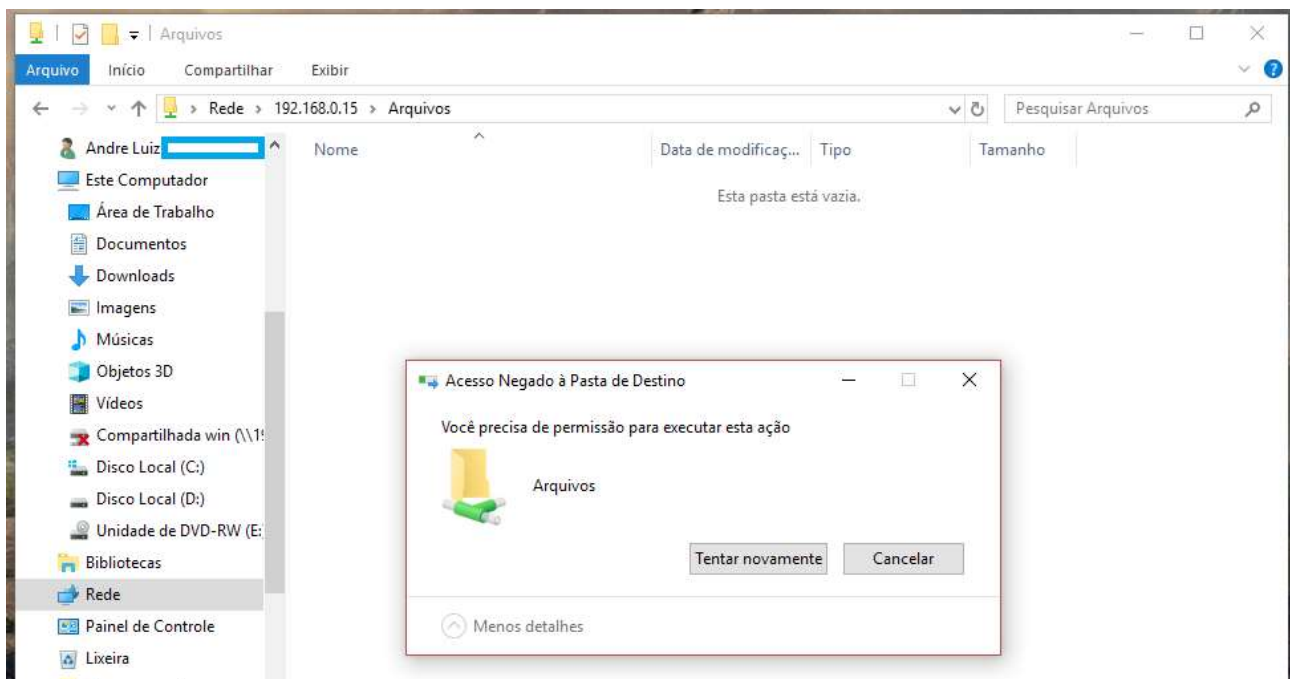 Arquivos
Arquivo Início Compartilhar Exibir
Rede > 192.168.0.15 > Arquivos Pesquisar Arquivos
Nome Data de modificaç... Tipo Tamanho
Esta pasta está vazia.
Andre Luiz
Este Computador
Área de Trabalho
Documentos
Downloads
Imagens
Músicas
Objetos 3D
Vídeos
Compartilhada win (\\19
Disco Local (C:)
Disco Local (D:)
Unidade de DVD-RW (E:
Bibliotecas
Rede
Painel de Controle
Lixeira
Acesso Negado à Pasta de Destino
Você precisa de permissão para executar esta ação
Arquivos
Tentar novamente Cancelar
Menos detalhes